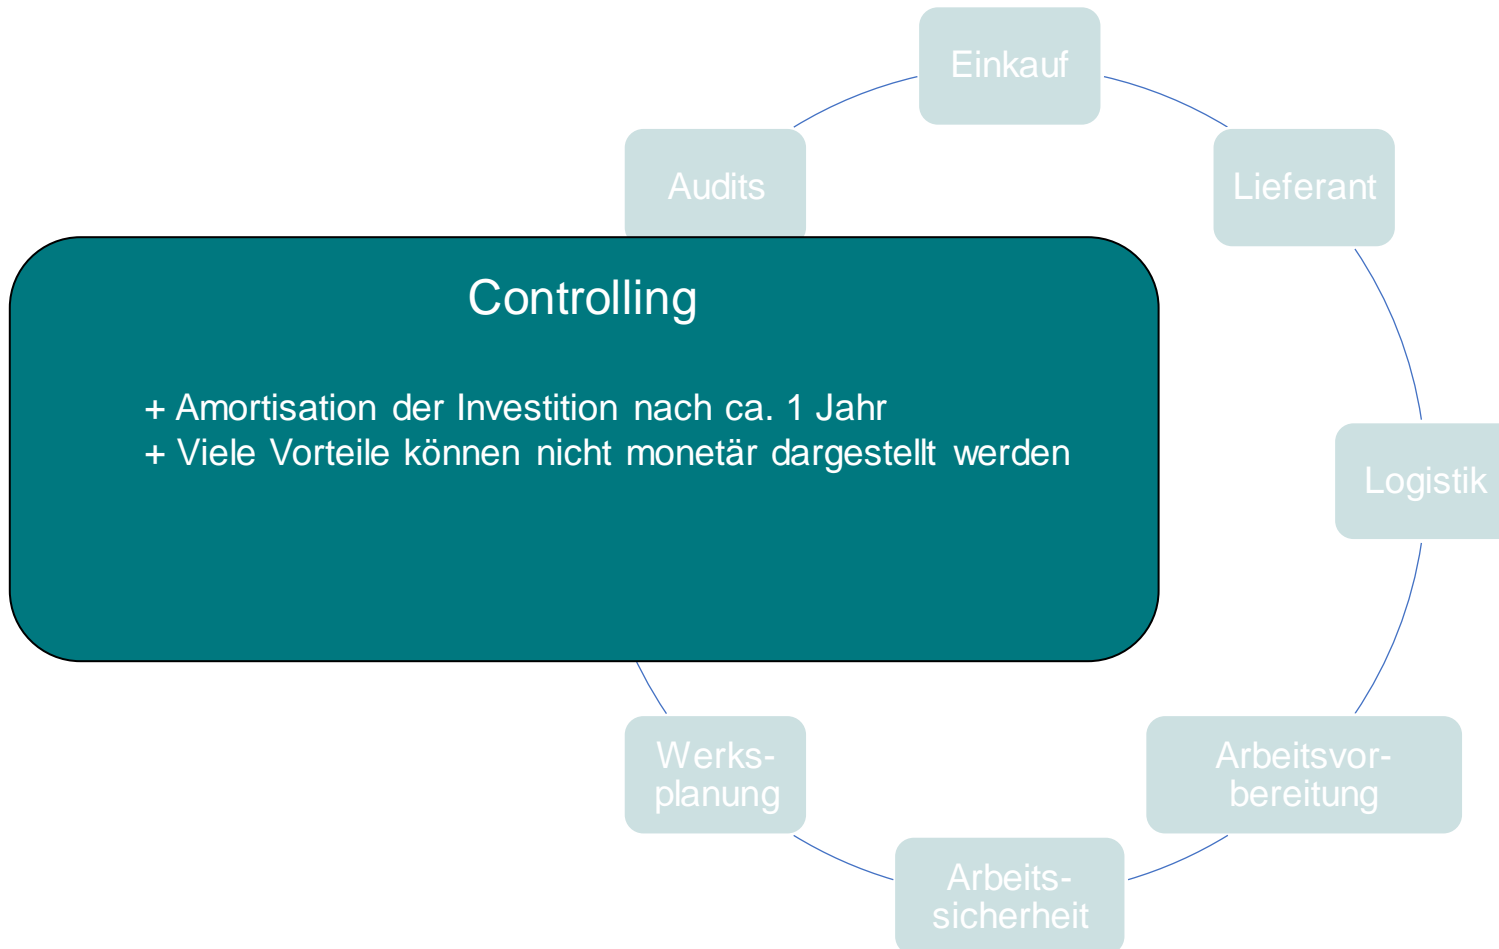 Einkauf
Audits
Lieferant
Controlling
+ Amortisation der Investition nach ca. 1 Jahr
+ Viele Vorteile können nicht monetär dargestellt werden
Logistik
Werks-
planung
Arbeitsvor-
bereitung
Arbeits-
sicherheit